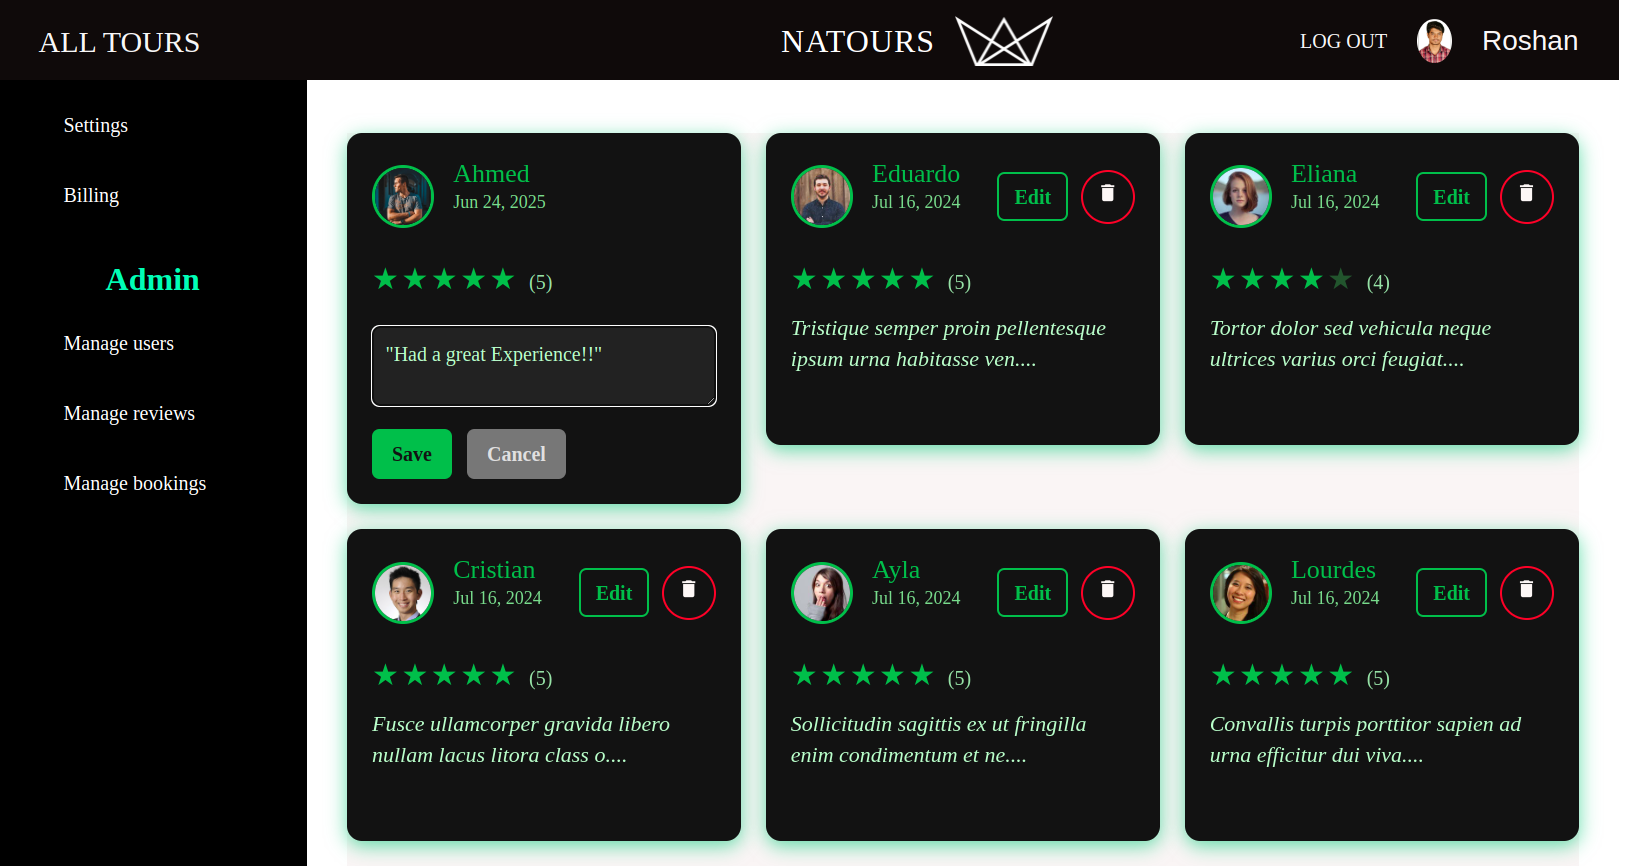 ALL TOURS
NATOURS
LOG OUT
Roshan
Settings
Billing
Admin
Manage users
Manage reviews
Manage bookings
Ahmed
Jun 24, 2025
★★★★★ (5)
"Had a great Experience!!"
Save
Cancel
Eduardo
Jul 16, 2024
Edit
★★★★★ (5)
Tristique semper proin pellentesque
ipsum urna habitasse ven....
Eliana
Jul 16, 2024
Edit
★★★★★ (4)
Tortor dolor sed vehicula neque
ultrices varius orci feugiat....
Cristian
Jul 16, 2024
Edit
★★★★★ (5)
Fusce ullamcorper gravida libero
nullam lacus litora class o....
Ayla
Jul 16, 2024
Edit
★★★★★ (5)
Sollicitudin sagittis ex ut fringilla
enim condimentum et ne....
Lourdes
Jul 16, 2024
Edit
★★★★★ (5)
Convallis turpis porttitor sapien ad
urna efficitur dui viva....